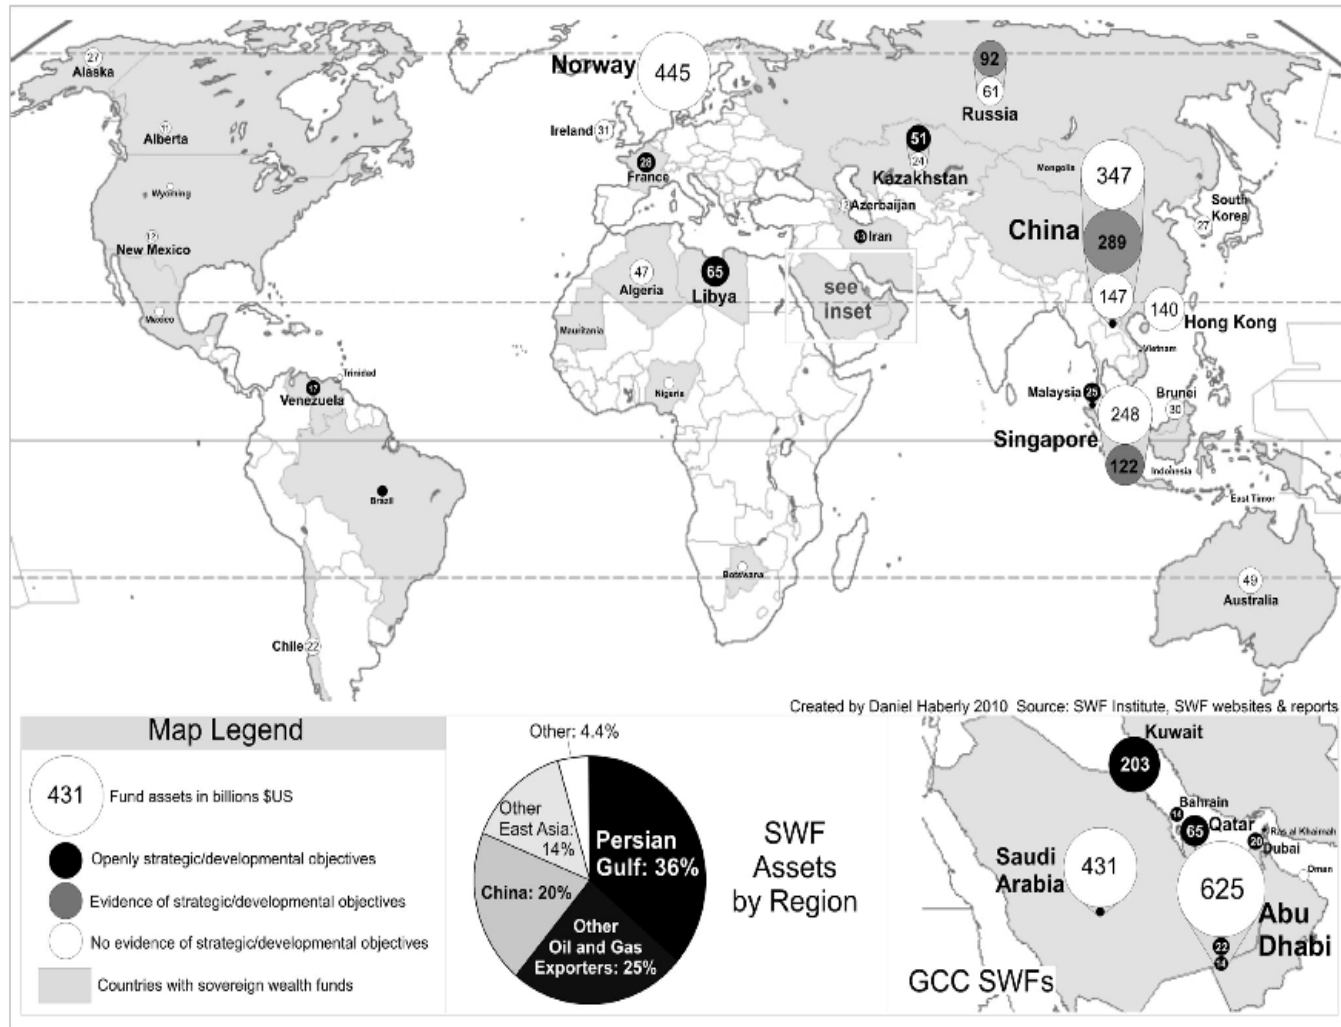 27
Alaska
11
Alberta
Wyoming
12
New Mexico
Mexico
Trinidad
17
Venezuela
Brazil
Chile 22
Norway 445
Ireland 31
28
France
92
61
Russia
51
24
Kazakhstan
Azerbaijan
13 Iran
Mongolia
347
China
289
147
South
Korea
27
140
Hong Kong
47
Algeria
65
Libya
see
inset
Mauritania
Nigeria
Botswana
Vietnam
Malaysia 25
Brunei
30
248
Singapore
122
Indonesia
East Timor
49
Australia
Created by Daniel Haberly 2010 Source: SWF Institute, SWF websites & reports
Map Legend
431 Fund assets in billions $US
Openly strategic/developmental objectives
Evidence of strategic/developmental objectives
No evidence of strategic/developmental objectives
Countries with sovereign wealth funds
Other: 4.4%
Other
East Asia:
14%
Persian
Gulf: 36%
China: 20%
Other
Oil and Gas
Exporters: 25%
SWF
Assets
by Region
Kuwait
203
Bahrain
14
65 Qatar
Ras al Khaimah
20
Dubai
Oman
Saudi
Arabia
431
625
Abu
Dhabi
22
14
GCC SWFs